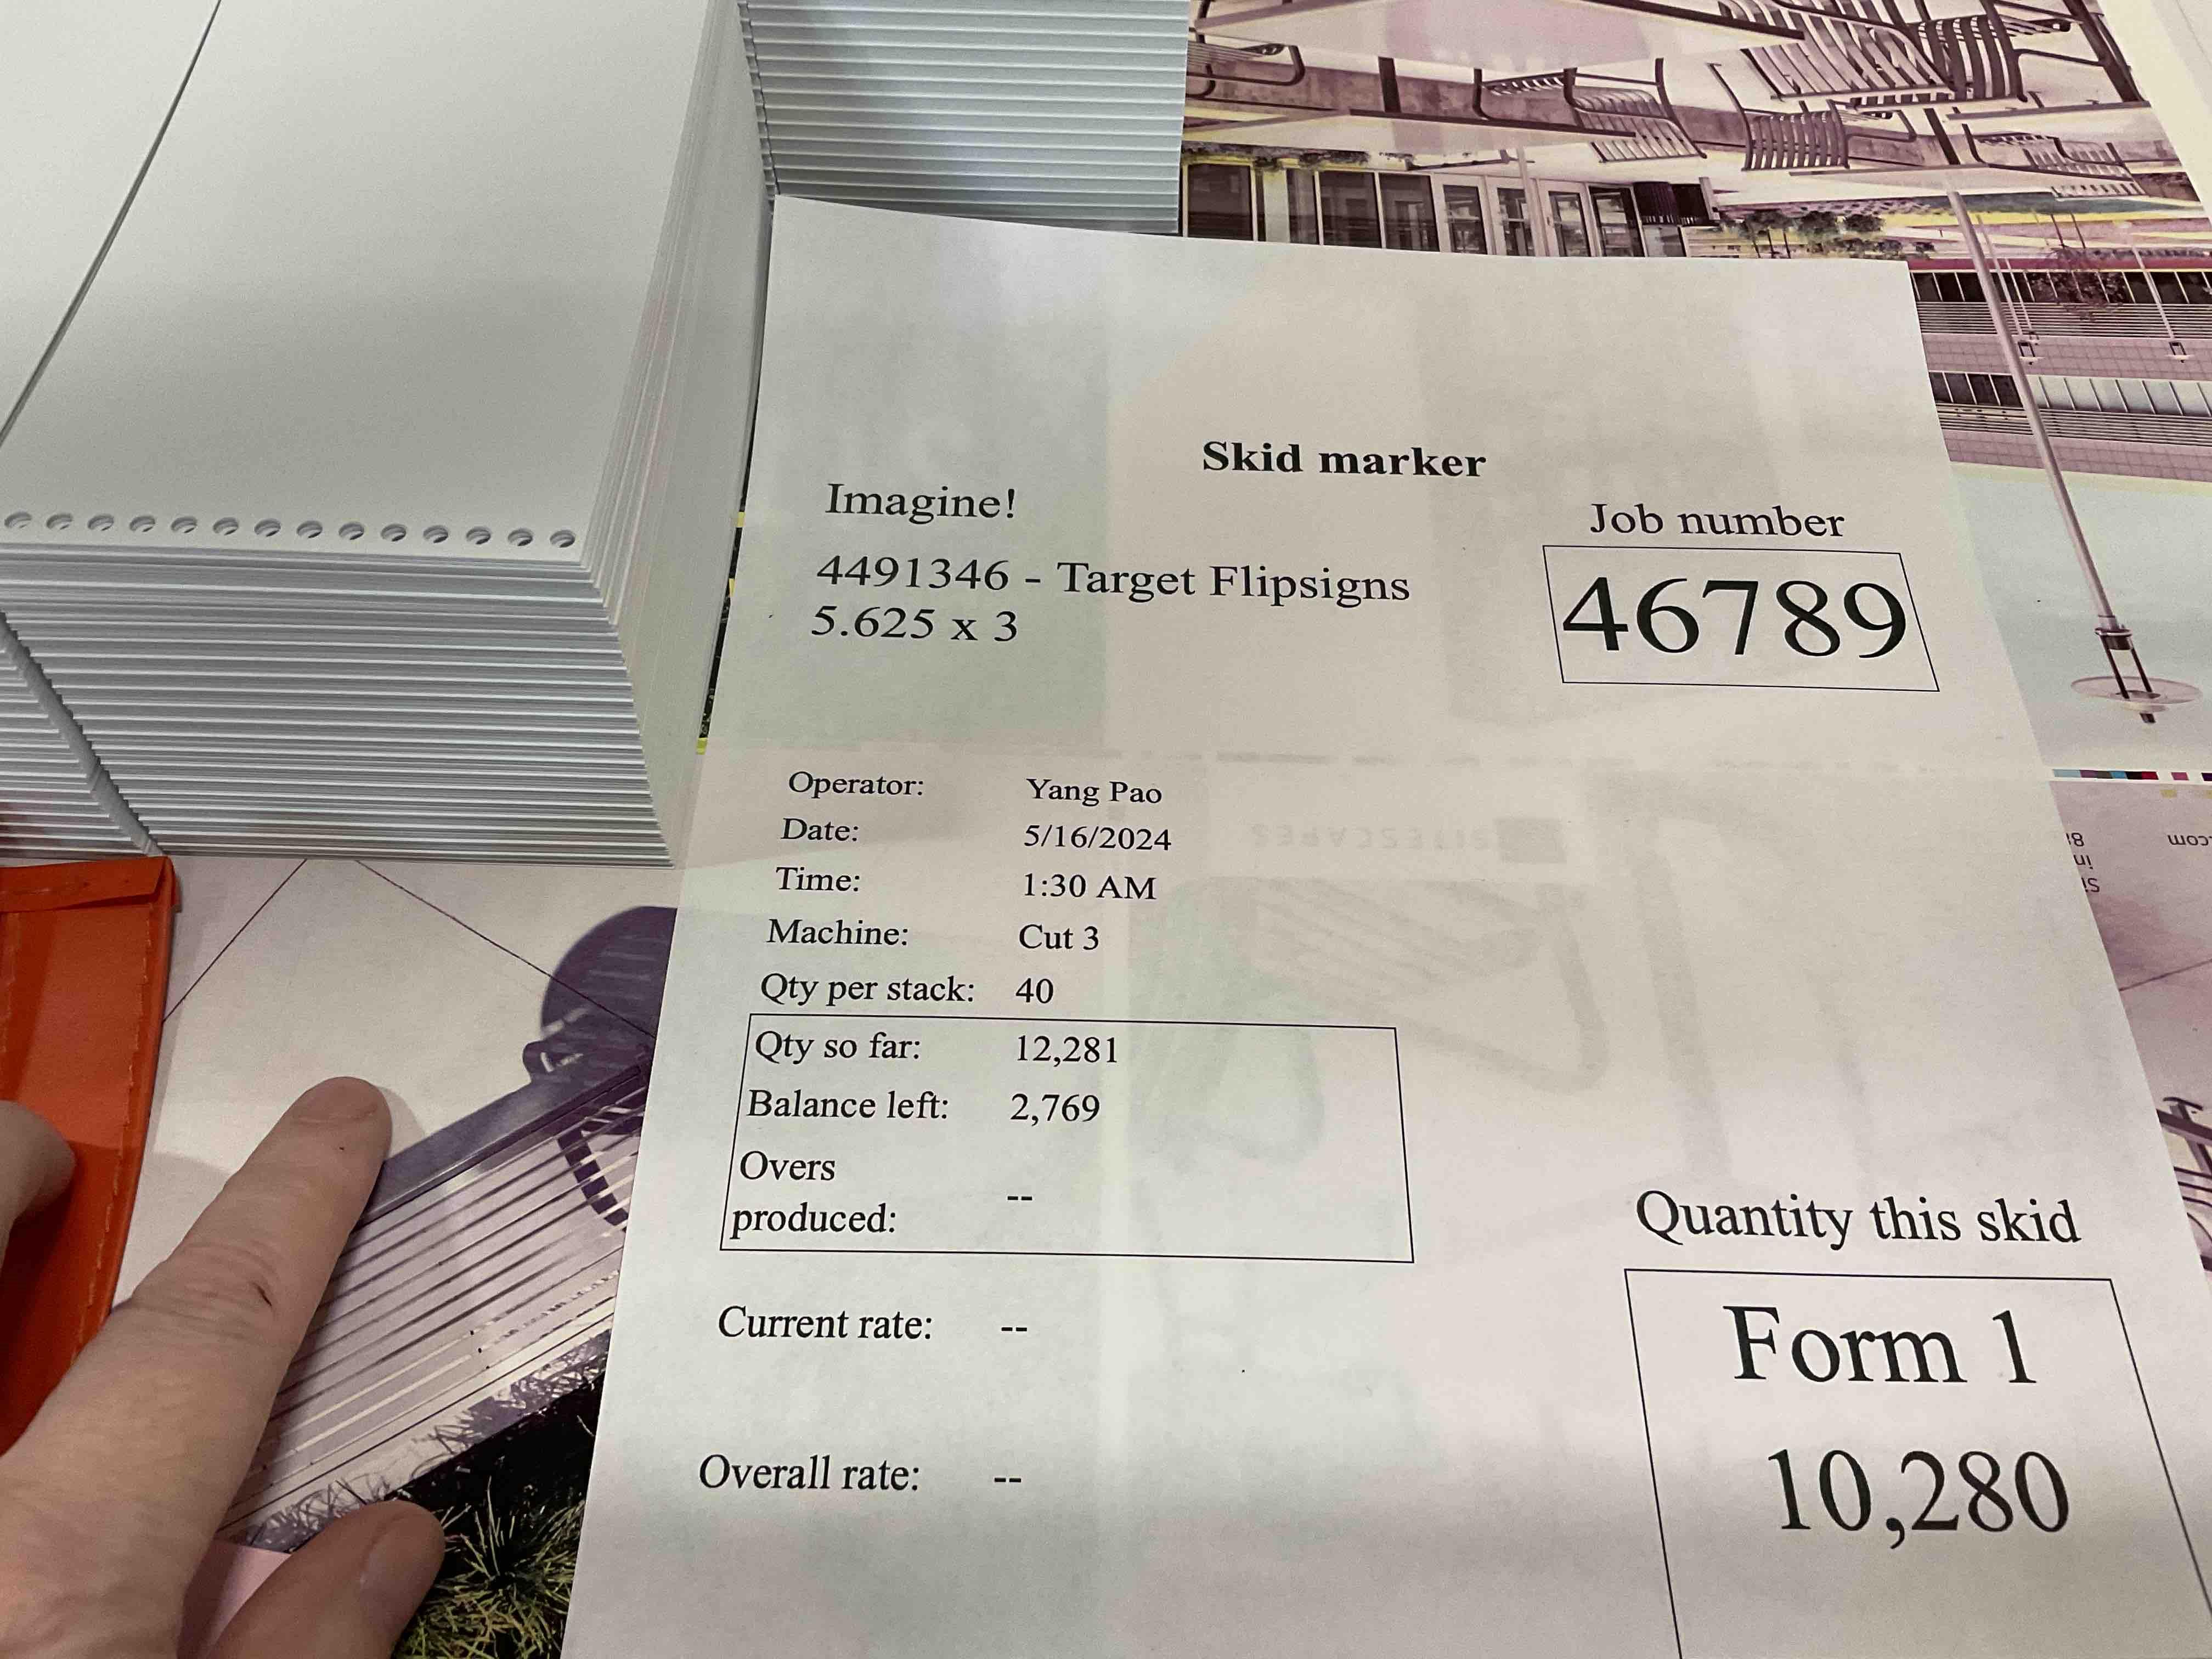 Skid marker
Imagine!
4491346 - Target Flipsigns
5.625 x 3
Job number
46789
Operator: Yang Pao
Date: 5/16/2024
Time: 1:30 AM
Machine: Cut 3
Qty per stack: 40
Qty so far: 12,281
Balance left: 2,769
Overs
produced: --
Current rate: --
Overall rate: --
Quantity this skid
Form 1
10,280
SITESCAPES